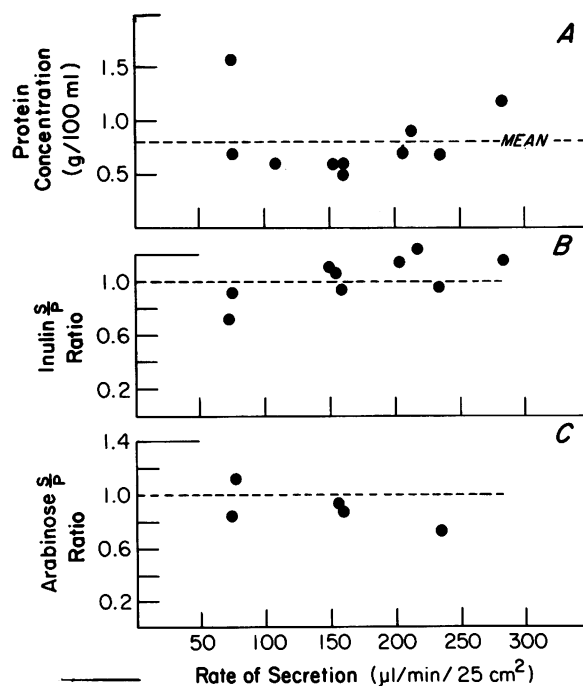 A
Protein
Concentration
(g/100 ml)
1.5
1.0
0.5
MEAN
B
Inulin S/P
Ratio
1.0
0.6
0.2
C
Arabinose S/P
Ratio
1.4
1.0
0.6
0.2
50 100 150 200 250 300
Rate of Secretion (µl/min/25 cm²)